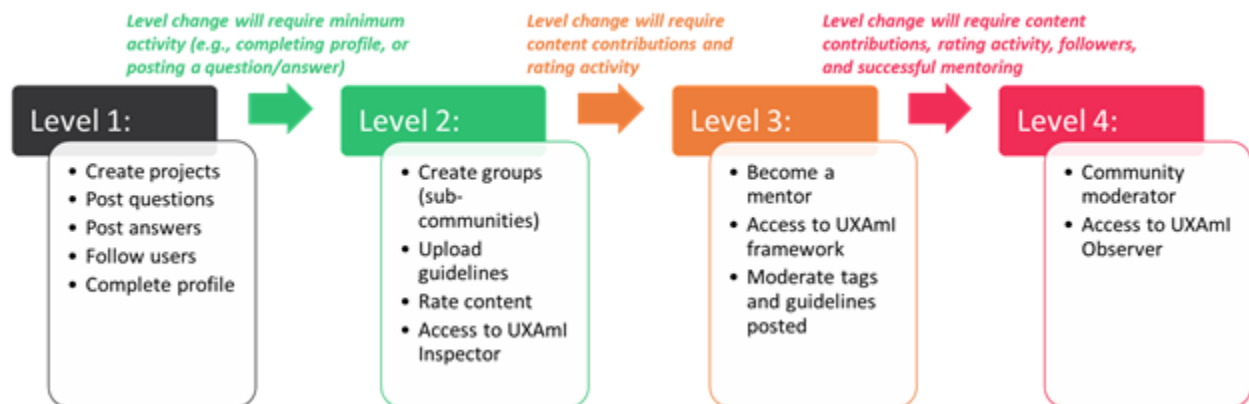 Level change will require minimum
activity (e.g., completing profile, or
posting a question/answer)
Level change will require
content contributions and
rating activity
Level change will require content
contributions, rating activity, followers,
and successful mentoring
Level 1:
• Create projects
• Post questions
• Post answers
• Follow users
• Complete profile
Level 2:
• Create groups
(sub-
communities)
• Upload
guidelines
• Rate content
• Access to UXAmI
Inspector
Level 3:
• Become a
mentor
• Access to UXAmI
framework
• Moderate tags
and guidelines
posted
Level 4:
• Community
moderator
• Access to UXAmI
Observer